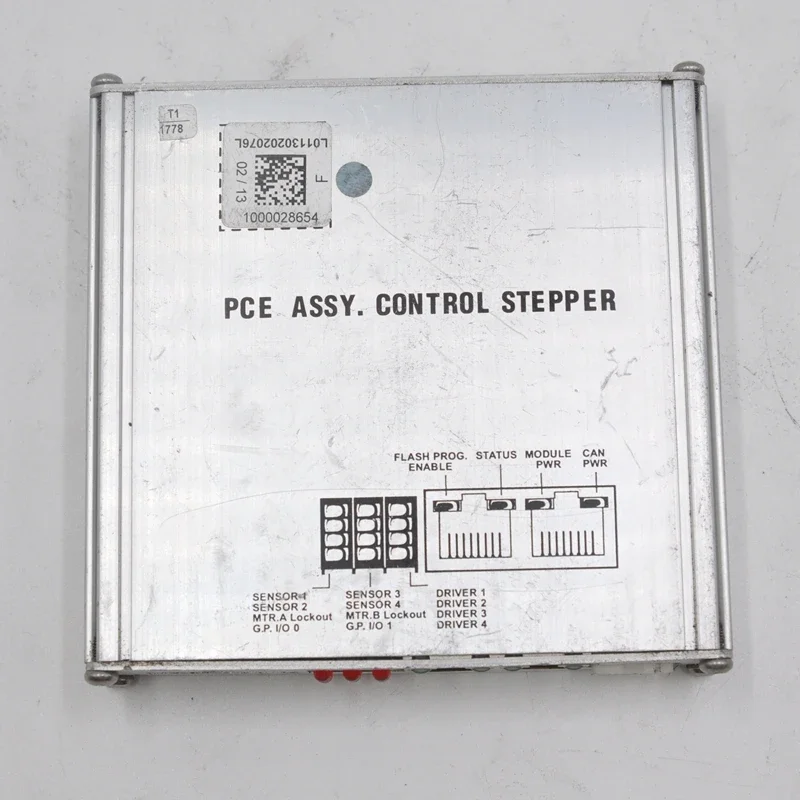 T1
1778
L01130202076L
02/13
F
1000028654
PCE ASSY. CONTROL STEPPER
FLASH PROG. ENABLE
STATUS
MODULE PWR
CAN PWR
SENSOR 1
SENSOR 2
MTR.A Lockout
G.P. I/O 0
SENSOR 3
SENSOR 4
MTR.B Lockout
G.P. I/O 1
DRIVER 1
DRIVER 2
DRIVER 3
DRIVER 4